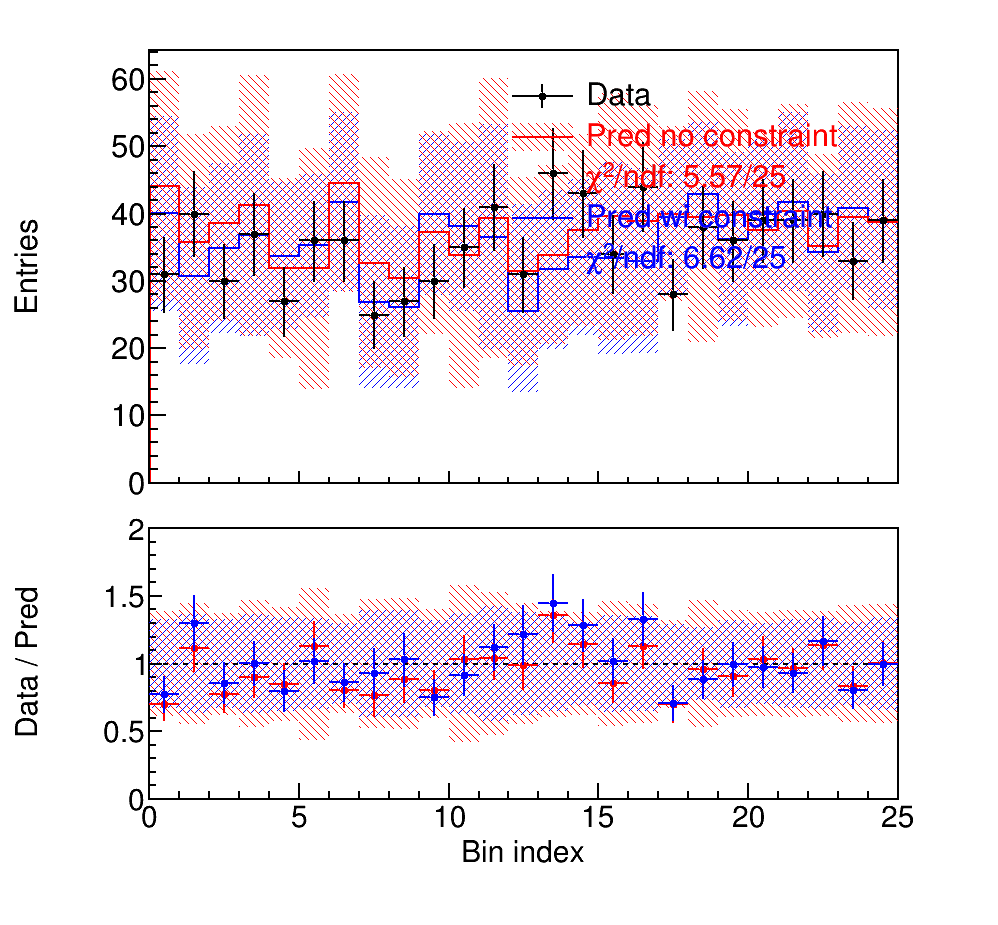 60
50
40
30
20
10
0
Entries
Data
Pred no constraint
χ²/ndf: 5.57/25
Pred w/ constraint
χ²/ndf: 6.62/25
2
1.5
1
0.5
0
Data / Pred
0 5 10 15 20 25
Bin index